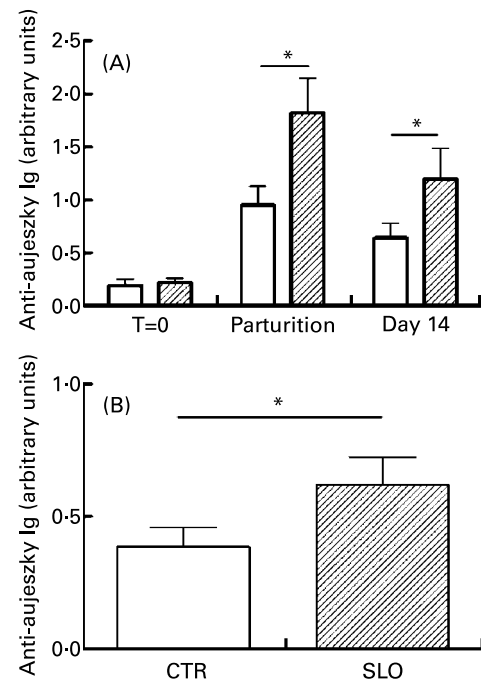 Anti-aujeszky Ig (arbitrary units)
2·5
2·0
1·5
1·0
0·5
0·0
(A)
*
*
T=0 Parturition Day 14
Anti-aujeszky Ig (arbitrary units)
1·0
0·5
0·0
(B)
*
CTR SLO